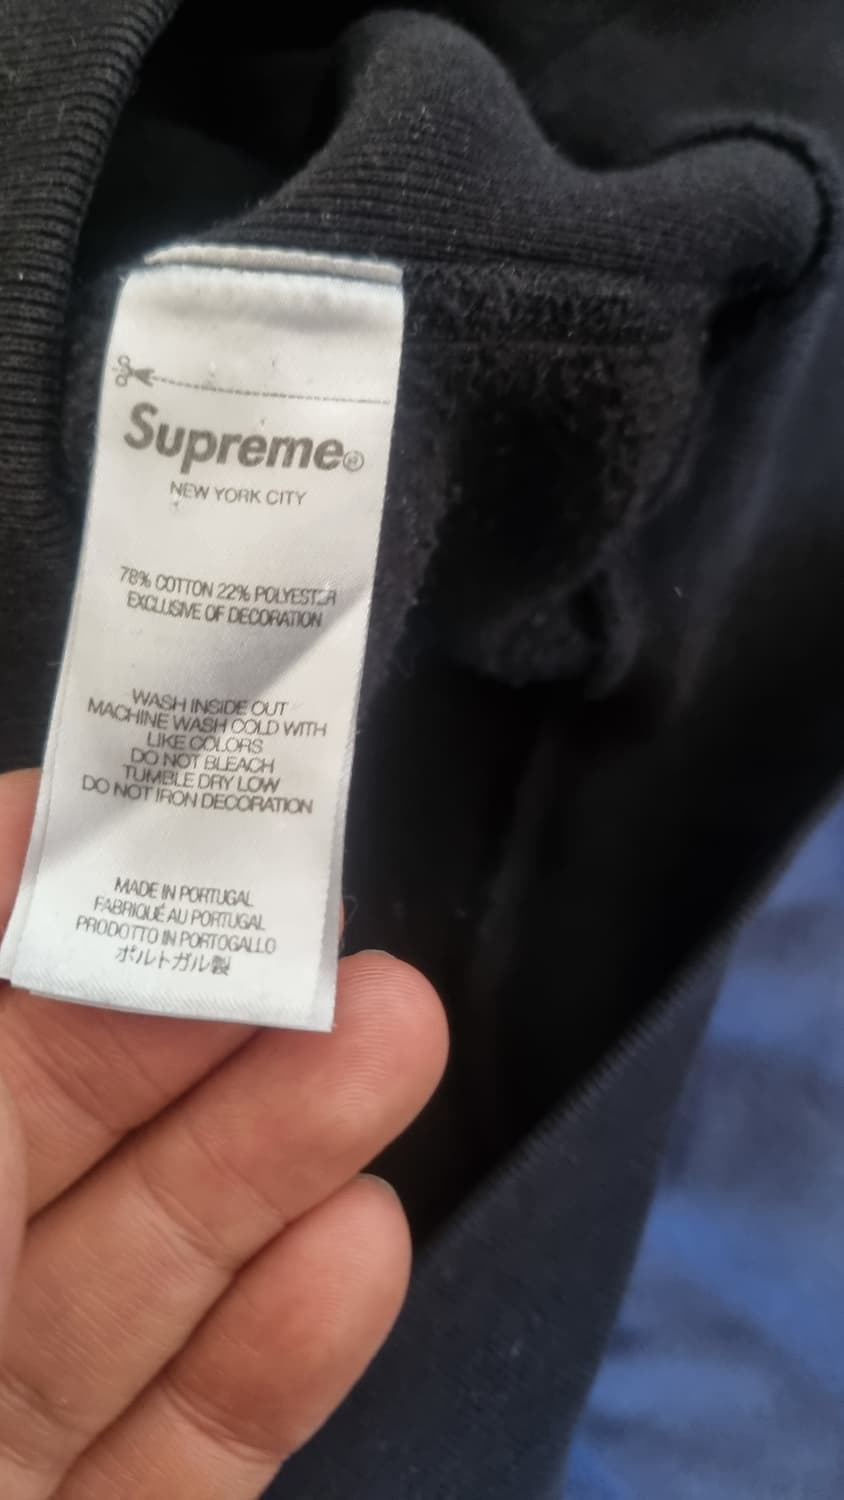 Supreme®
NEW YORK CITY
78% COTTON 22% POLYESTER
EXCLUSIVE OF DECORATION
WASH INSIDE OUT
MACHINE WASH COLD WITH
LIKE COLORS
DO NOT BLEACH
TUMBLE DRY LOW
DO NOT IRON DECORATION
MADE IN PORTUGAL
FABRIQUÉ AU PORTUGAL
PRODOTTO IN PORTOGALLO
ポルトガル製